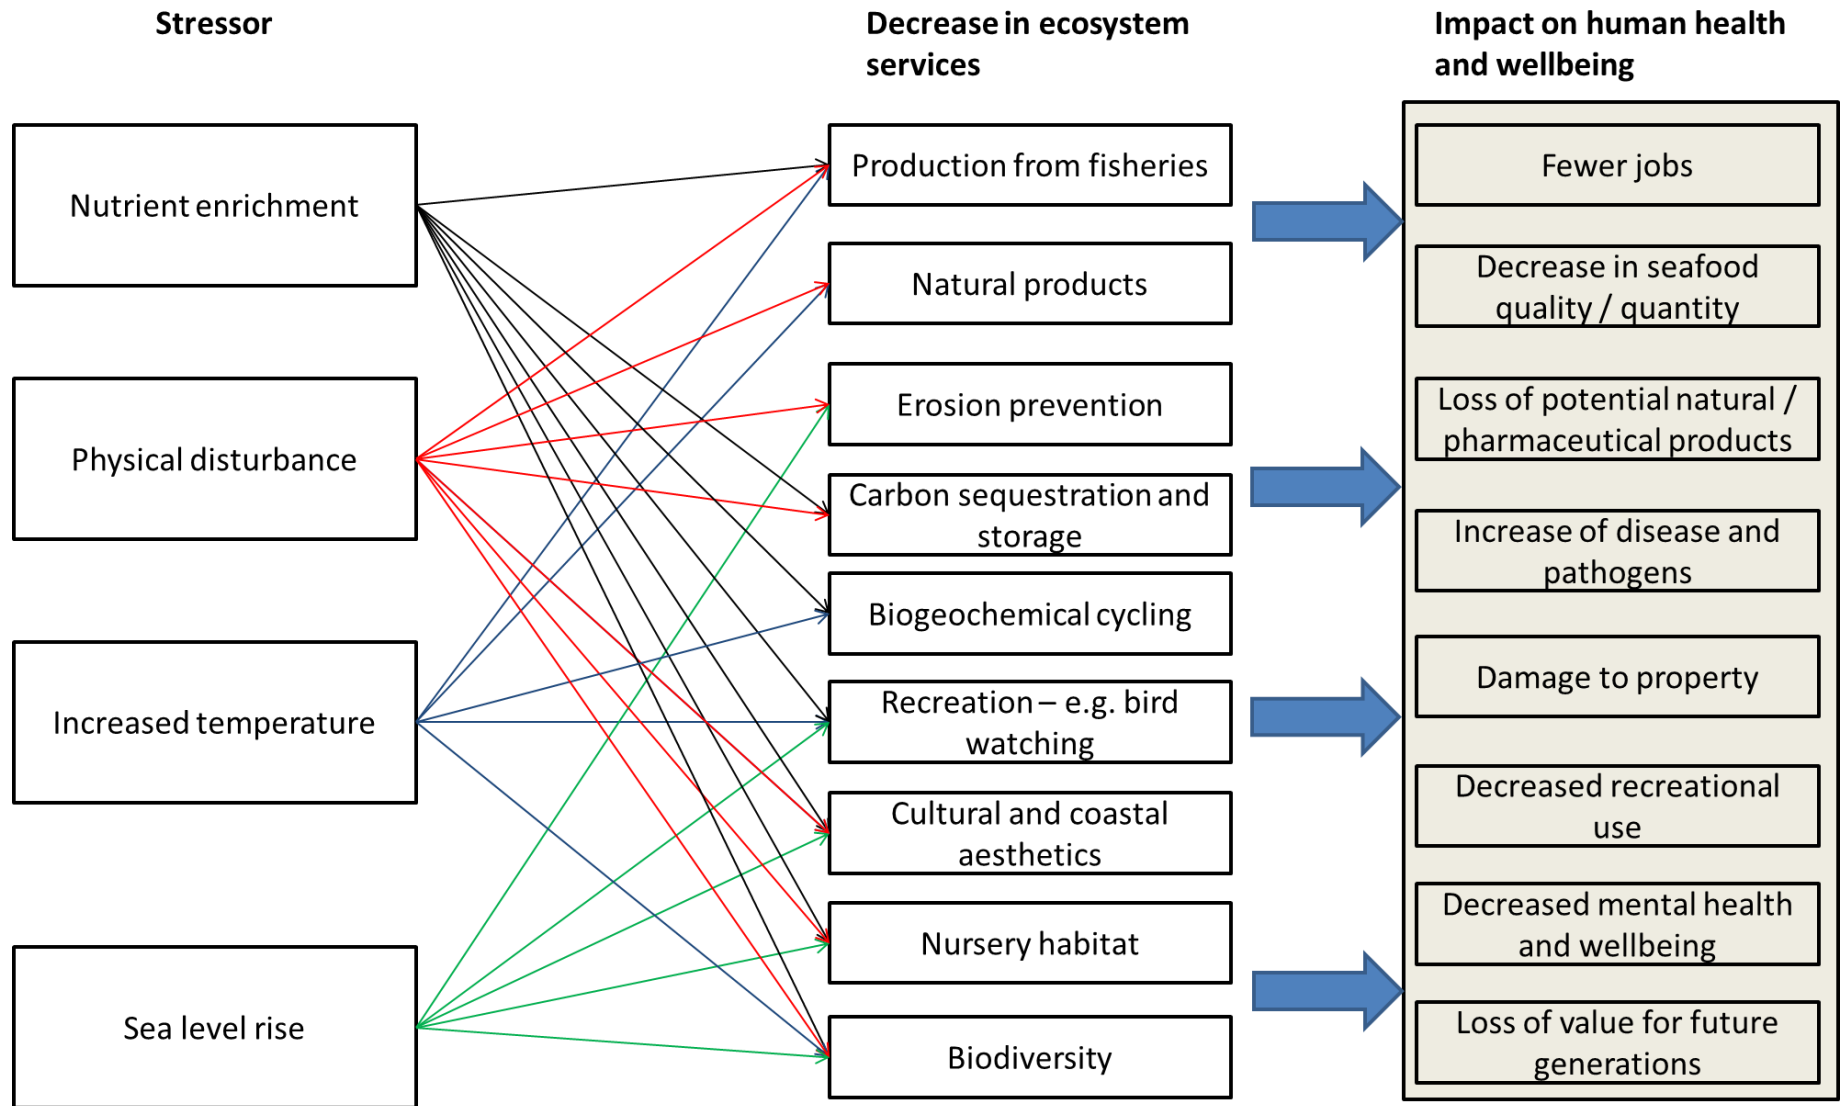 Stressor
Decrease in ecosystem
services
Impact on human health
and wellbeing
Nutrient enrichment
Physical disturbance
Increased temperature
Sea level rise
Production from fisheries
Natural products
Erosion prevention
Carbon sequestration and
storage
Biogeochemical cycling
Recreation – e.g. bird
watching
Cultural and coastal
aesthetics
Nursery habitat
Biodiversity
Fewer jobs
Decrease in seafood
quality / quantity
Loss of potential natural /
pharmaceutical products
Increase of disease and
pathogens
Damage to property
Decreased recreational
use
Decreased mental health
and wellbeing
Loss of value for future
generations